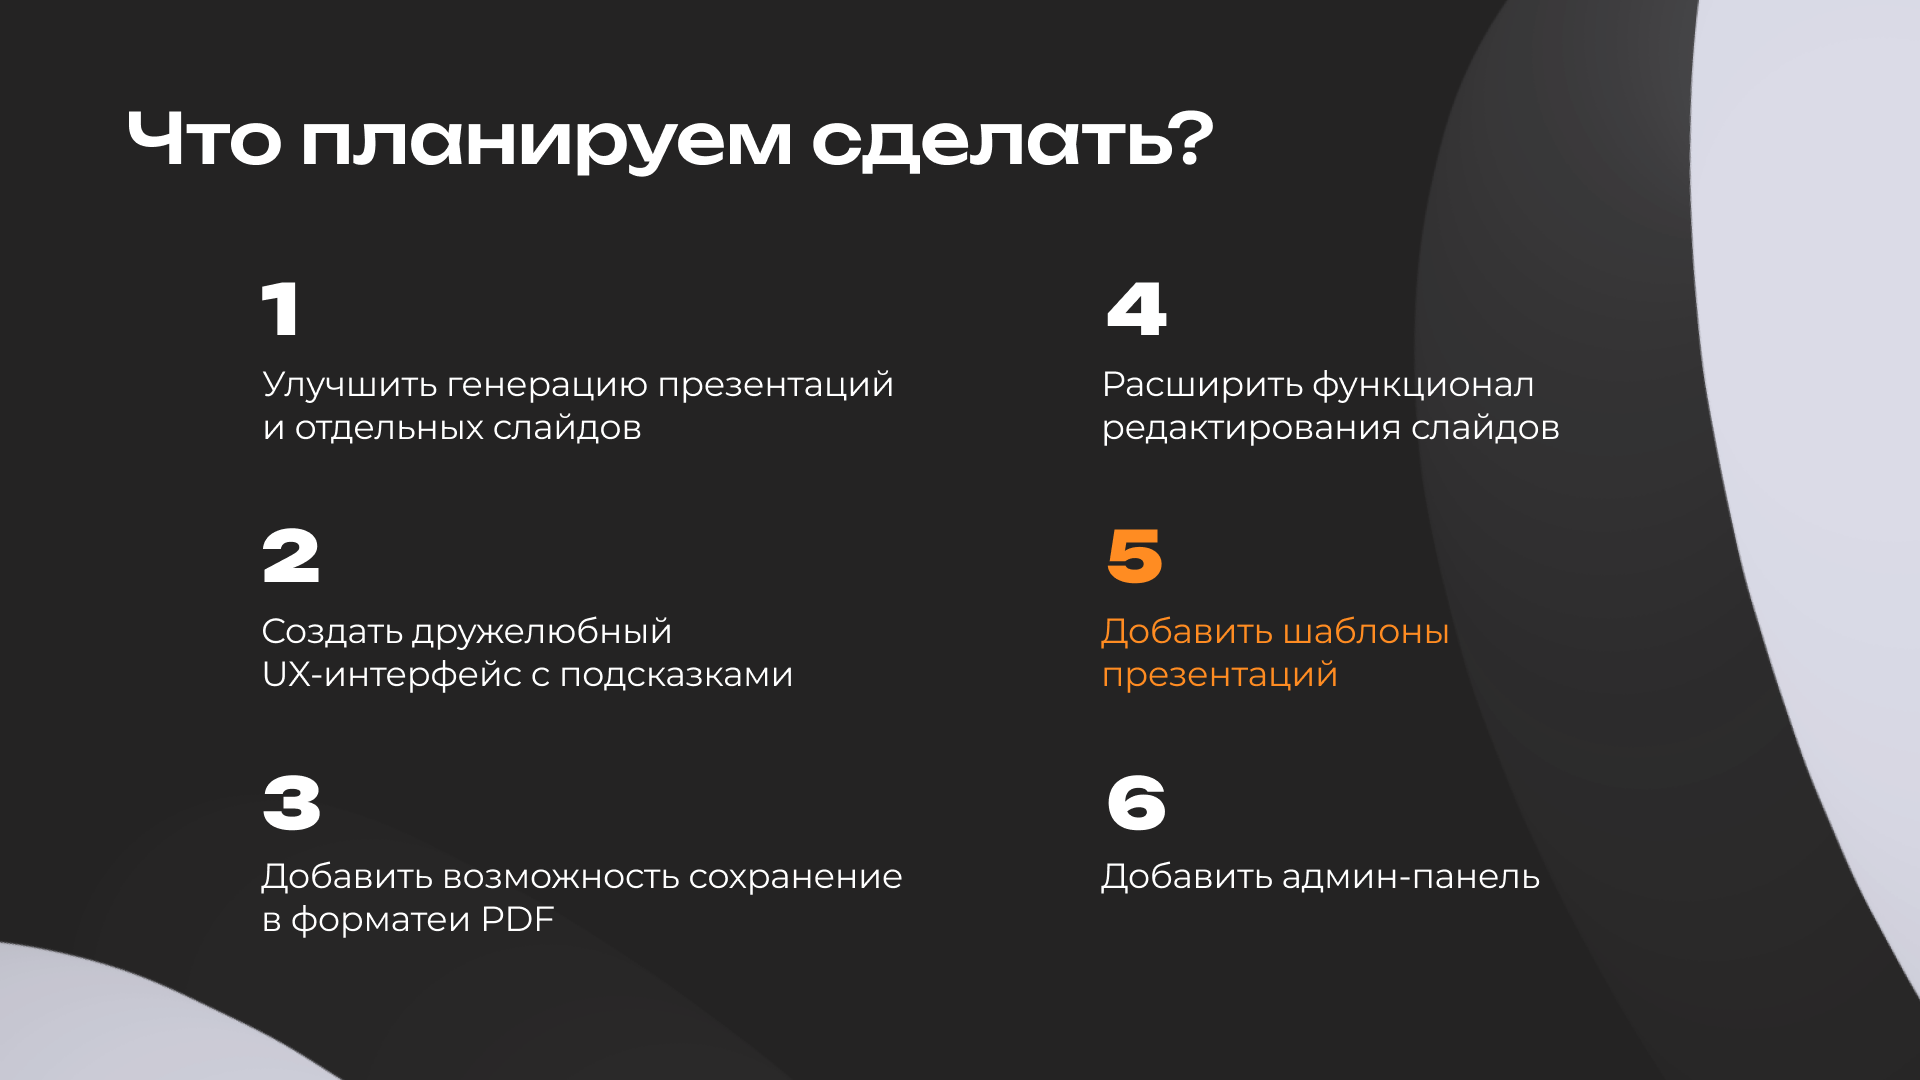 Что планируем сделать?
1
Улучшить генерацию презентаций
и отдельных слайдов
2
Создать дружелюбный
UX-интерфейс с подсказками
3
Добавить возможность сохранение
в форматеи PDF
4
Расширить функционал
редактирования слайдов
5
Добавить шаблоны
презентаций
6
Добавить админ-панель